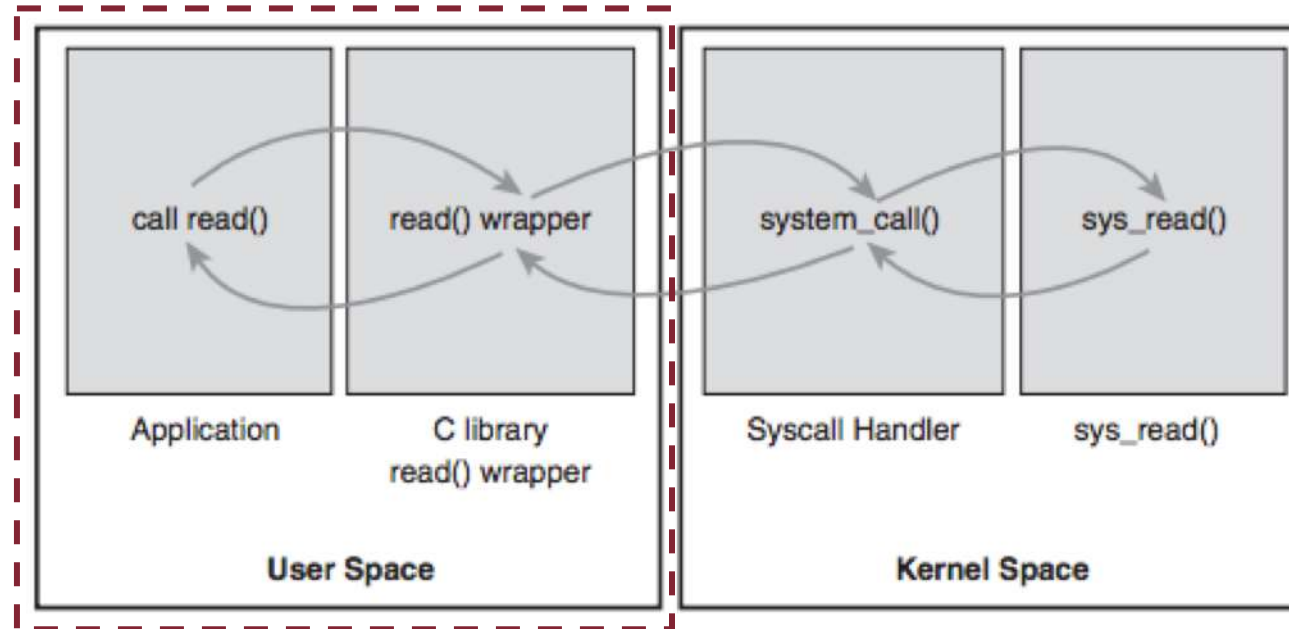 call read()
read() wrapper
system_call()
sys_read()
Application
C library
read() wrapper
Syscall Handler
sys_read()
User Space
Kernel Space